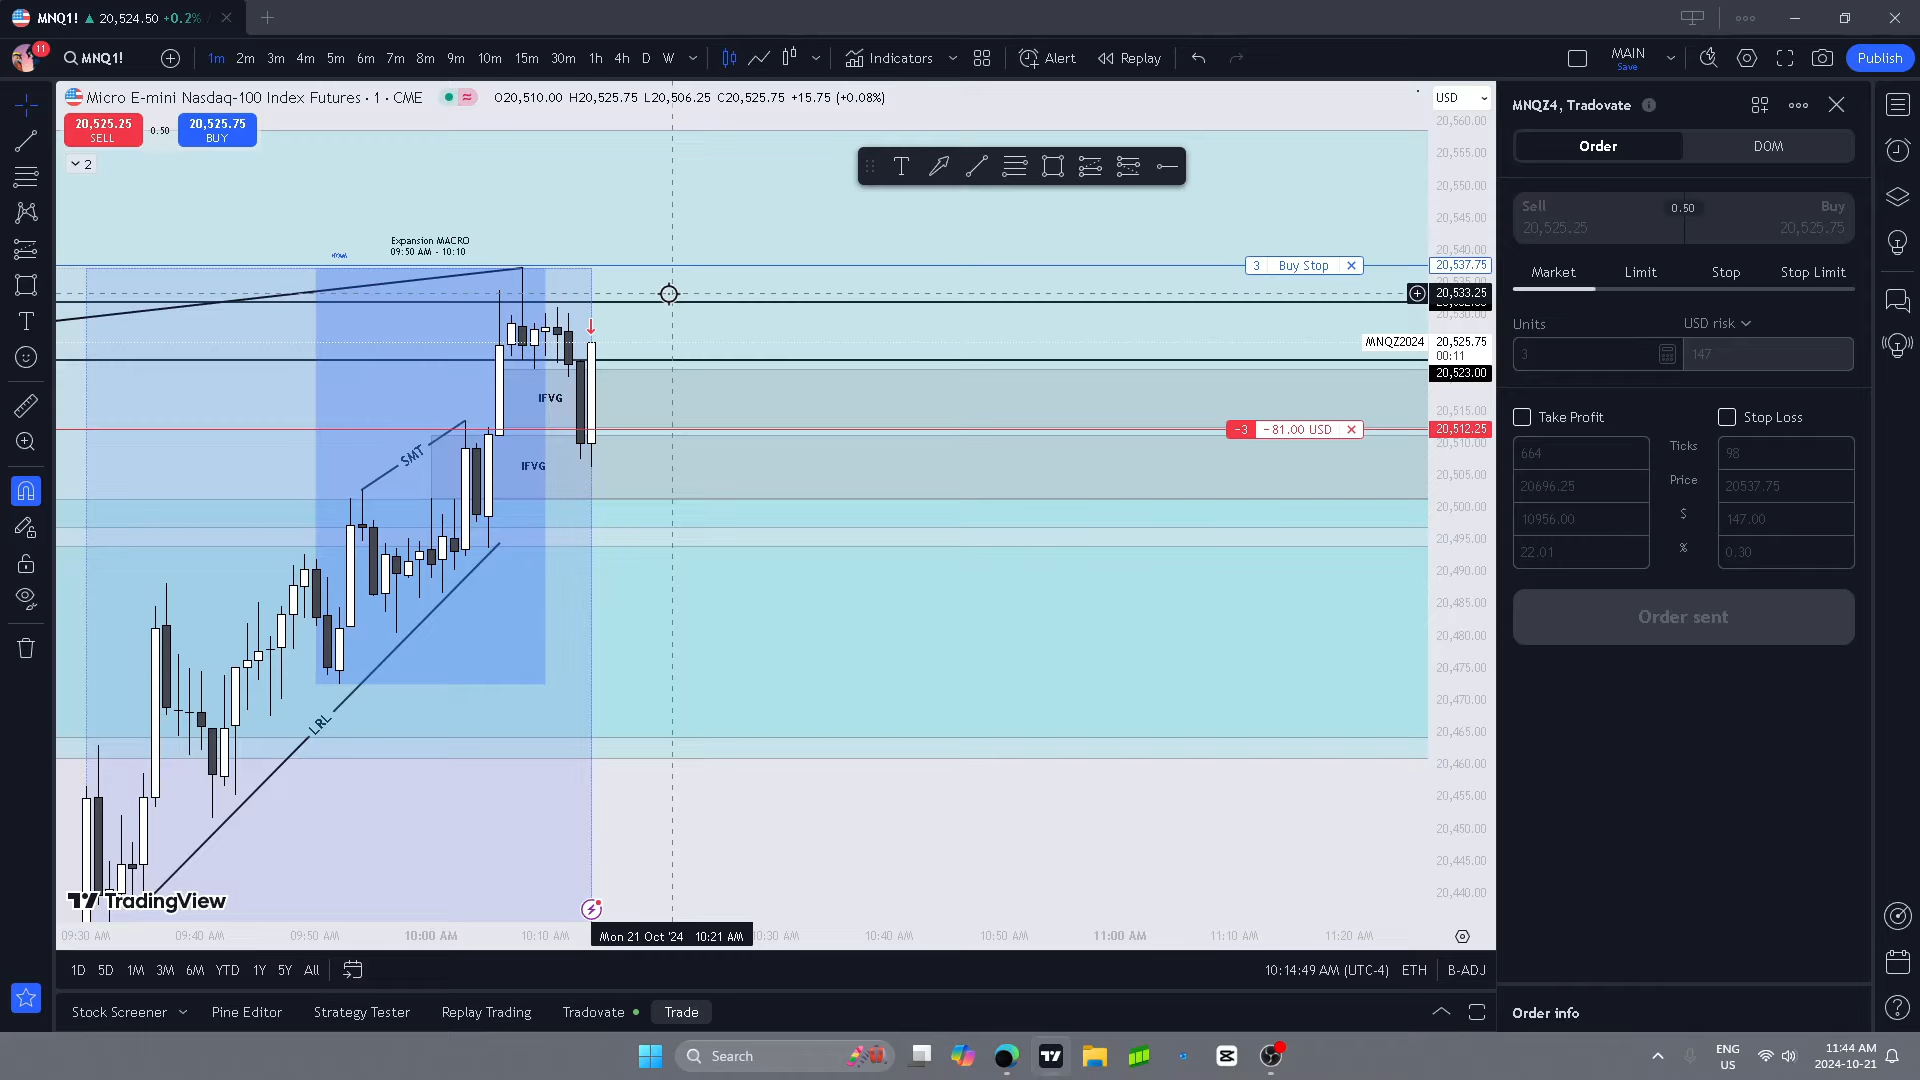 MNQ1! ▲ 20,524.50 +0.2% /
11
MNQ1!
1m 2m 3m 4m 5m 6m 7m 8m 9m 10m 15m 30m 1h 4h D W
Indicators
Alert
Replay
MAIN
Save
Publish
Micro E-mini Nasdaq-100 Index Futures · 1 · CME
O20,510.00 H20,525.75 L20,506.25 C20,525.75 +15.75 (+0.08%)
USD
20,525.25
SELL
0.50
20,525.75
BUY
2
Expansion MACRO
09:50 AM - 10:10
3 Buy Stop
IFVG
SMT
IFVG
LRL
-3 -81.00 USD
MNQZ2024
20,560.00
20,555.00
20,550.00
20,545.00
20,540.00
20,537.75
20,533.25
20,530.00
20,525.75
00:11
20,523.00
20,515.00
20,512.25
20,510.00
20,505.00
20,500.00
20,495.00
20,490.00
20,485.00
20,480.00
20,475.00
20,470.00
20,465.00
20,460.00
20,455.00
20,450.00
20,445.00
20,440.00
TradingView
09:30 AM 09:40 AM 09:50 AM 10:00 AM 10:10 AM Mon 21 Oct '24 10:21 AM 0:30 AM 10:40 AM 10:50 AM 11:00 AM 11:10 AM 11:20 AM
1D 5D 1M 3M 6M YTD 1Y 5Y All
10:14:49 AM (UTC-4) ETH B-ADJ
Stock Screener Pine Editor Strategy Tester Replay Trading Tradovate Trade
MNQZ4, Tradovate
Order DOM
Sell 0.50 Buy
20,525.25 20,525.75
Market Limit Stop Stop Limit
Units USD risk
3 147
Take Profit Stop Loss
664 Ticks 98
20696.25 Price 20537.75
10956.00 $ 147.00
22.01 % 0.30
Order sent
Order info
Search
ENG
US
11:44 AM
2024-10-21